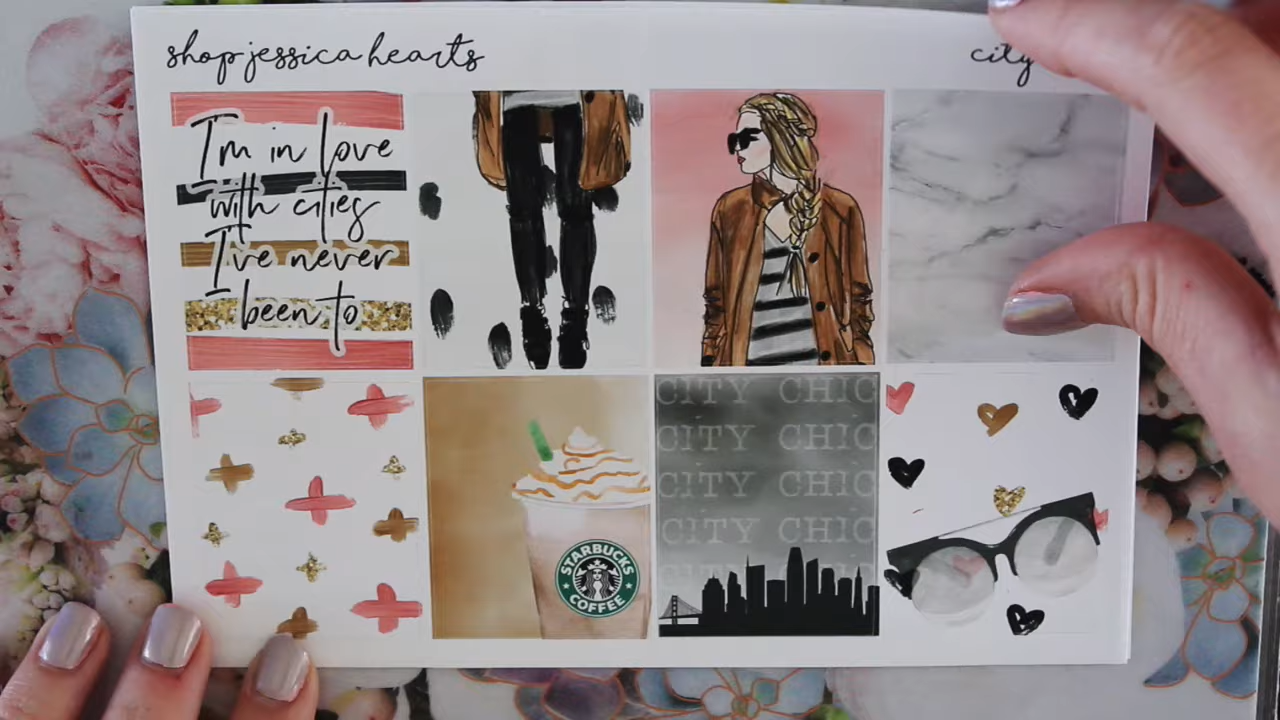 shopjessicahearts
city
I'm in love
with cities
I've never
been to
STARBUCKS
COFFEE
CITY CHIC
CITY CHIC
CITY CHIC
CITY CHIC